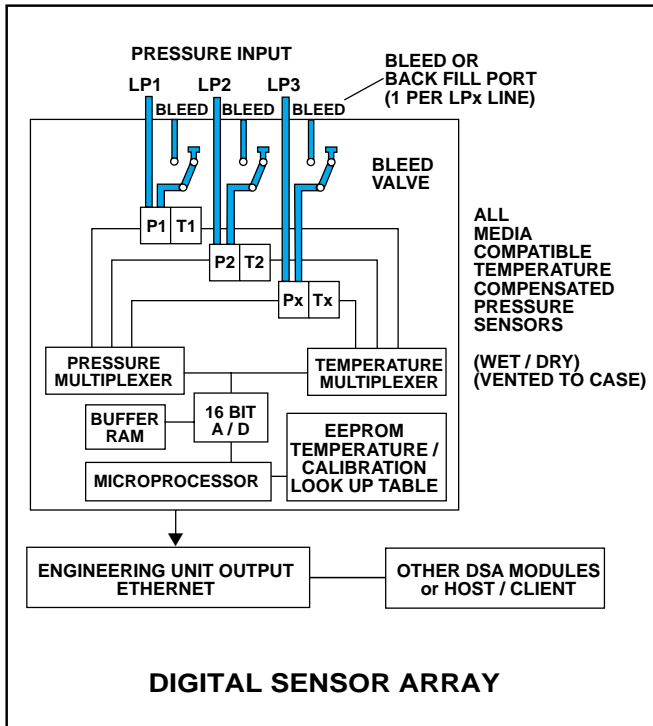 PRESSURE INPUT
BLEED OR
BACK FILL PORT
(1 PER LPx LINE)
LP1
LP2
LP3
BLEED
BLEED
BLEED
BLEED
VALVE
P1
T1
P2
T2
Px
Tx
ALL
MEDIA
COMPATIBLE
TEMPERATURE
COMPENSATED
PRESSURE
SENSORS
(WET / DRY)
(VENTED TO CASE)
PRESSURE
MULTIPLEXER
TEMPERATURE
MULTIPLEXER
BUFFER
RAM
16 BIT
A / D
EEPROM
TEMPERATURE /
CALIBRATION
LOOK UP TABLE
MICROPROCESSOR
ENGINEERING UNIT OUTPUT
ETHERNET
OTHER DSA MODULES
or HOST / CLIENT
DIGITAL SENSOR ARRAY